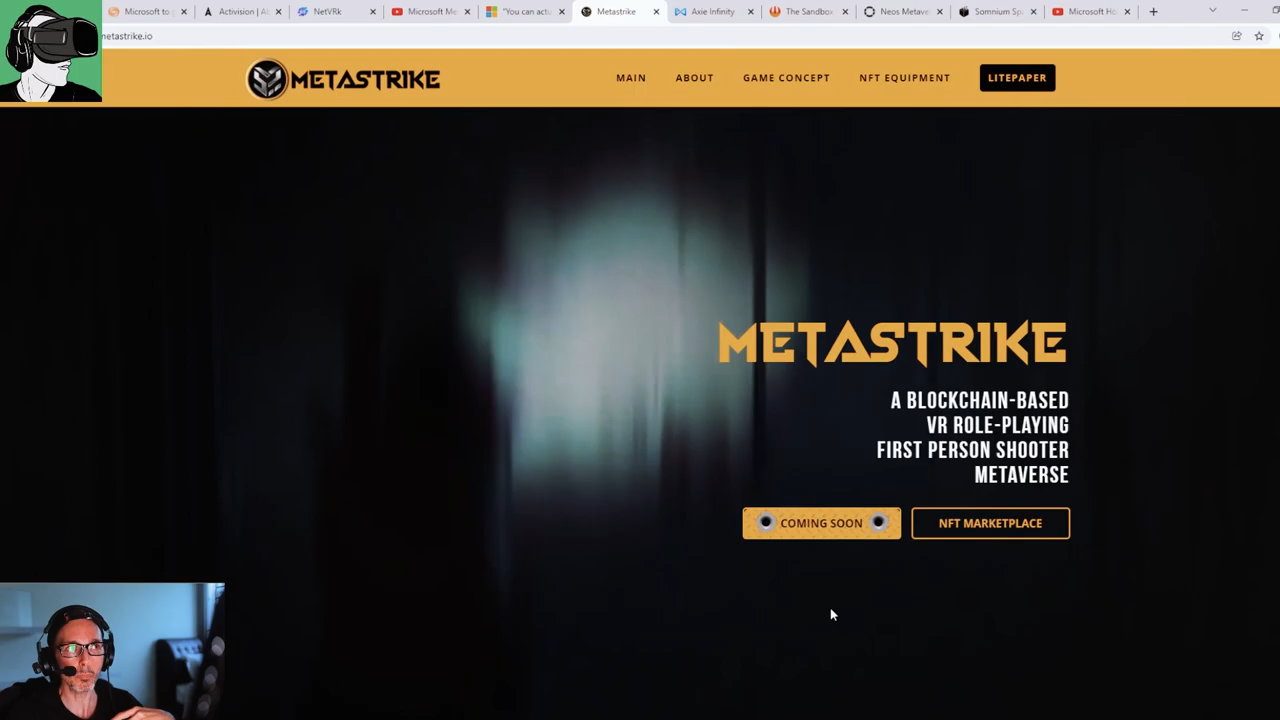 Microsoft to g
Activision | Al
NetVRk
Microsoft Me
"You can actu
Metastrike
Axie Infinity
The Sandbox
Neos Metave
Somnium Sp
Microsoft Ho
metastrike.io
METASTRIKE
MAIN
ABOUT
GAME CONCEPT
NFT EQUIPMENT
LITEPAPER
METASTRIKE
A BLOCKCHAIN-BASED
VR ROLE-PLAYING
FIRST PERSON SHOOTER
METAVERSE
COMING SOON
NFT MARKETPLACE